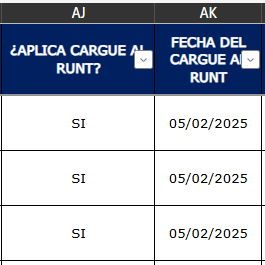 AJ AK
¿APLICA CARGUE AL RUNT?
FECHA DEL CARGUE AL RUNT
SI 05/02/2025
SI 05/02/2025
SI 05/02/2025